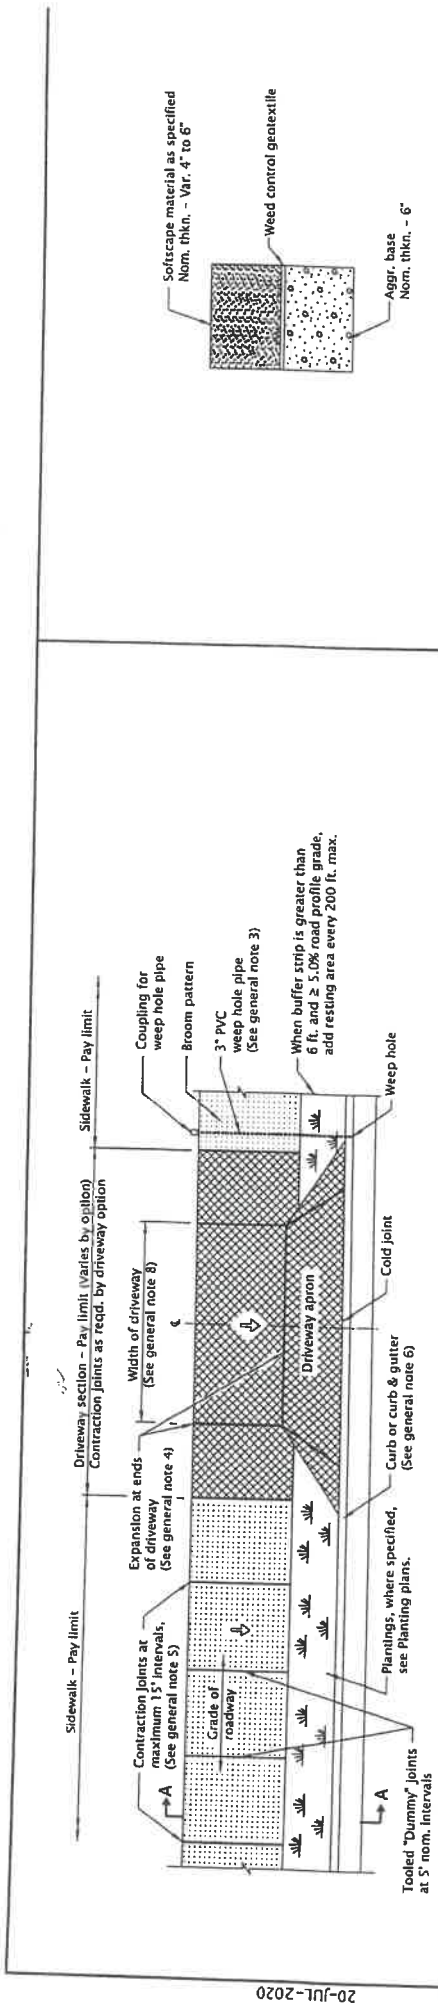 Sidewalk - Pay limit
Driveway section - Pay limit (Varies by option)
Contraction joints as reqd. by driveway option
Sidewalk - Pay limit
Contraction joints at
maximum 15' intervals,
(See general note 5)
Expansion at ends
of driveway
(See general note 4)
Width of driveway
(See general note 8)
Coupling for
weep hole pipe
Broom pattern
3" PVC
weep hole pipe
(See general note 3)
When buffer strip is greater than
6 ft. and ≥ 5.0% road profile grade,
add resting area every 200 ft. max.
Weep hole
A
Grade of
roadway
℄
Driveway apron
Cold joint
Curb or curb & gutter
(See general note 6)
Plantings, where specified,
see Planting plans.
A
Tooled "Dummy" joints
at 5' nom. intervals
Softscape material as specified
Nom. thkn. - Var. 4" to 6"
Weed control geotextile
Aggr. base
Nom. thkn. - 6"
20-JUL-2020